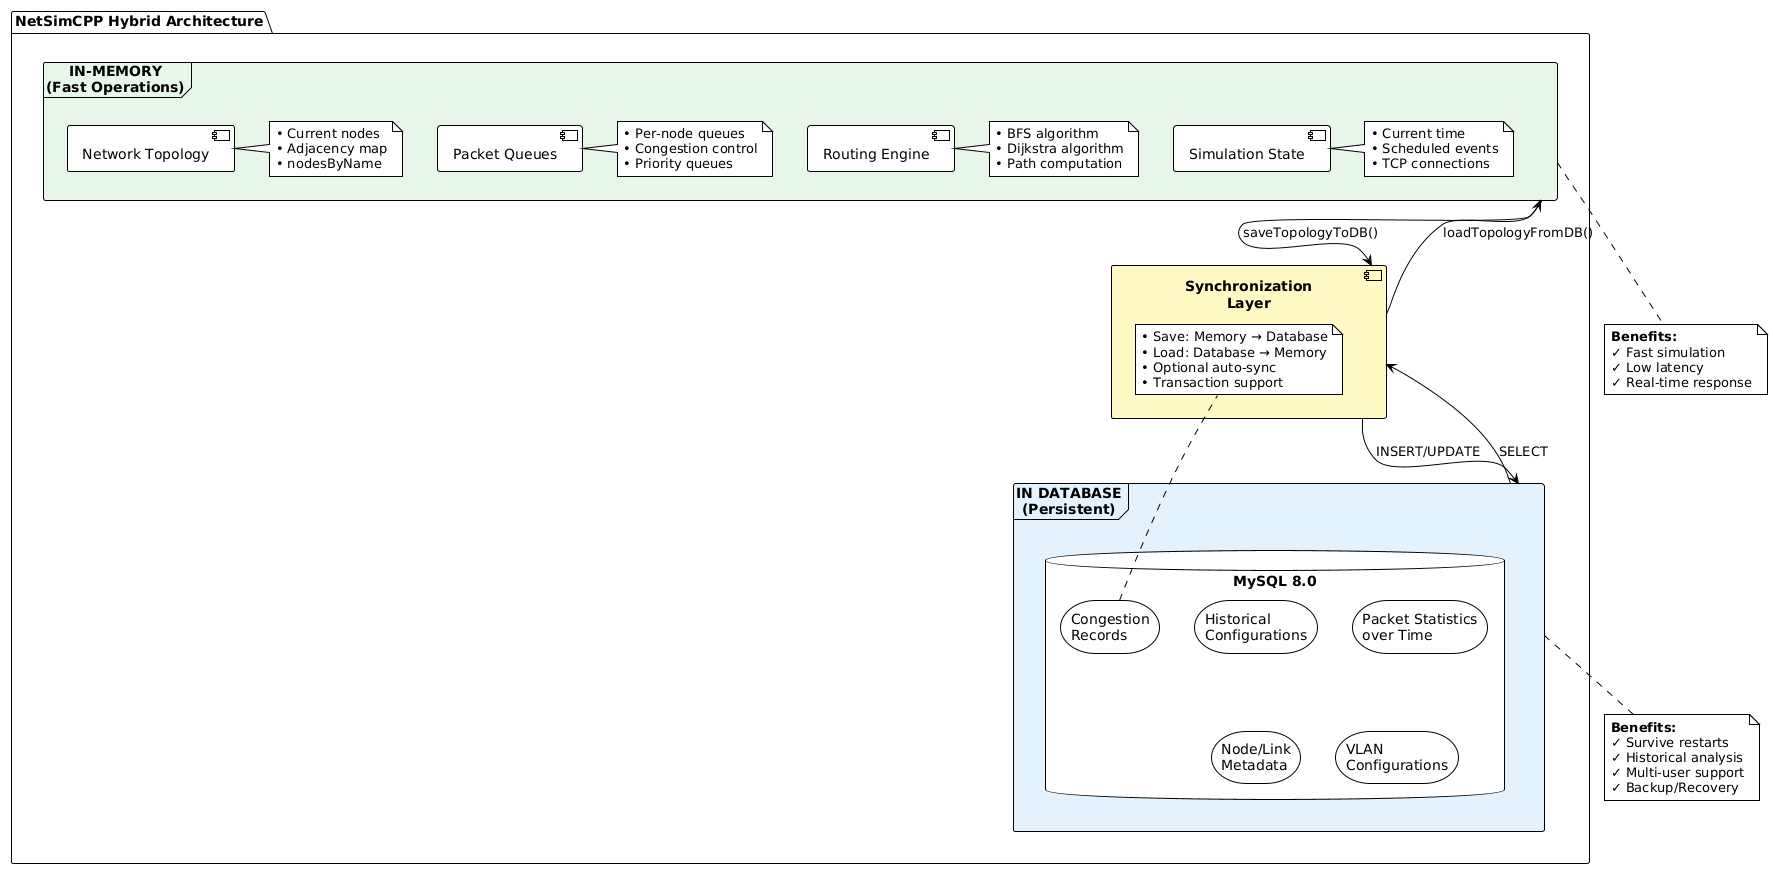 NetSimCPP Hybrid Architecture
IN-MEMORY
(Fast Operations)
Network Topology
• Current nodes
• Adjacency map
• nodesByName
Packet Queues
• Per-node queues
• Congestion control
• Priority queues
Routing Engine
• BFS algorithm
• Dijkstra algorithm
• Path computation
Simulation State
• Current time
• Scheduled events
• TCP connections
saveTopologyToDB()
loadTopologyFromDB()
Synchronization
Layer
• Save: Memory → Database
• Load: Database → Memory
• Optional auto-sync
• Transaction support
Benefits:
✓ Fast simulation
✓ Low latency
✓ Real-time response
INSERT/UPDATE
SELECT
IN DATABASE
(Persistent)
MySQL 8.0
Congestion
Records
Historical
Configurations
Packet Statistics
over Time
Node/Link
Metadata
VLAN
Configurations
Benefits:
✓ Survive restarts
✓ Historical analysis
✓ Multi-user support
✓ Backup/Recovery